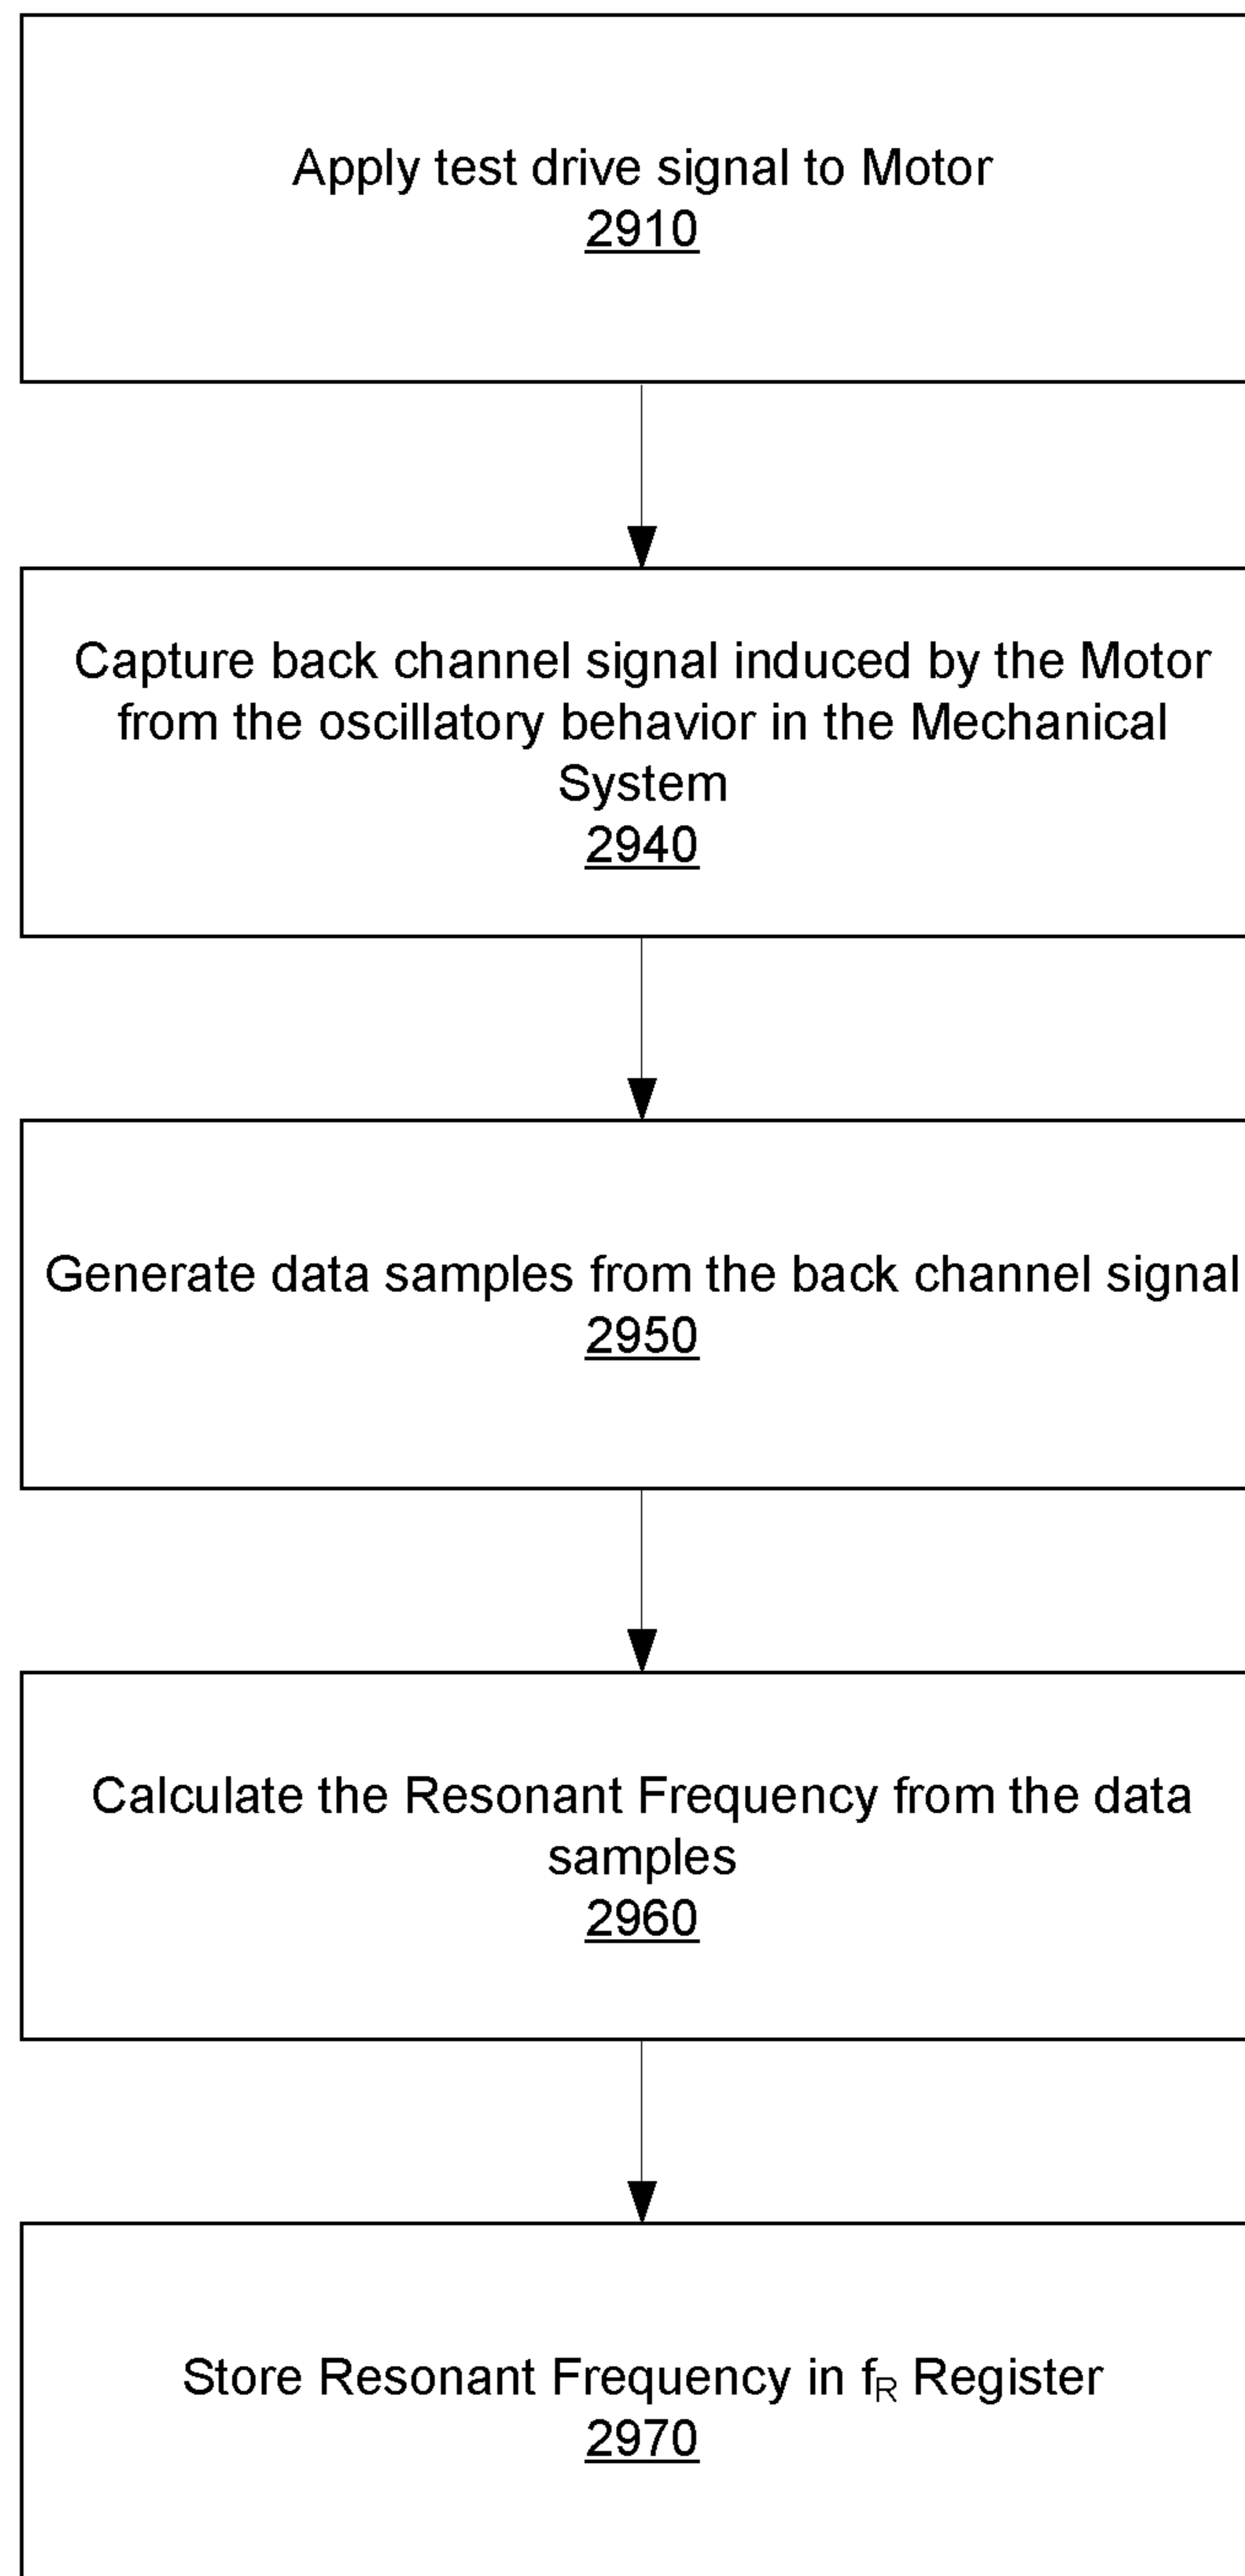 Apply test drive signal to Motor
2910
Capture back channel signal induced by the Motor
from the oscillatory behavior in the Mechanical
System
2940
Generate data samples from the back channel signal
2950
Calculate the Resonant Frequency from the data
samples
2960
Store Resonant Frequency in fR Register
2970